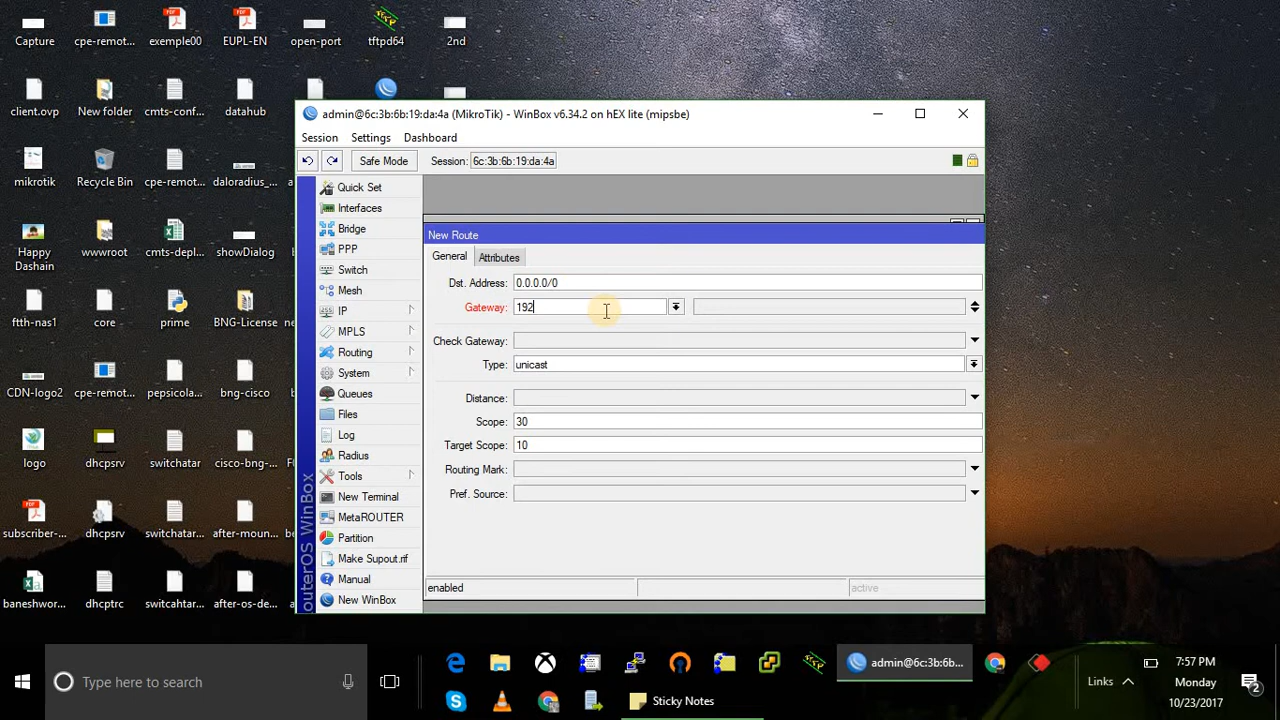 Capture
cpe-remot...
exemple00
EUPL-EN
open-port
tftpd64
2nd
client.ovp
New folder
cmts-conf...
datahub
mikrotik
Recycle Bin
cpe-remot...
daloradius_...
Happy Dashain
wwwroot
cmts-depl...
showDialog
ftth-nas1
core
prime
BNG-License
CDN-logo2
cpe-remot...
pepsicola...
bng-cisco
logo
dhcpsrv
switchatar
cisco-bng-...
subscriber-...
dhcpsrv
switchatar...
after-moun...
baneshwor...
dhcptrc
switcahtar...
after-os-de...
admin@6c:3b:6b:19:da:4a (MikroTik) - WinBox v6.34.2 on hEX lite (mipsbe)
Session Settings Dashboard
Safe Mode Session: 6c:3b:6b:19:da:4a
Quick Set
Interfaces
Bridge
PPP
Switch
Mesh
IP
MPLS
Routing
System
Queues
Files
Log
Radius
Tools
New Terminal
MetaROUTER
Partition
Make Supout.rif
Manual
New WinBox
outerOS WinBox
New Route
General Attributes
Dst. Address: 0.0.0.0/0
Gateway: 192
Check Gateway:
Type: unicast
Distance:
Scope: 30
Target Scope: 10
Routing Mark:
Pref. Source:
enabled active
Type here to search
admin@6c:3b:6b...
Sticky Notes
Links
7:57 PM
Monday
10/23/2017
2